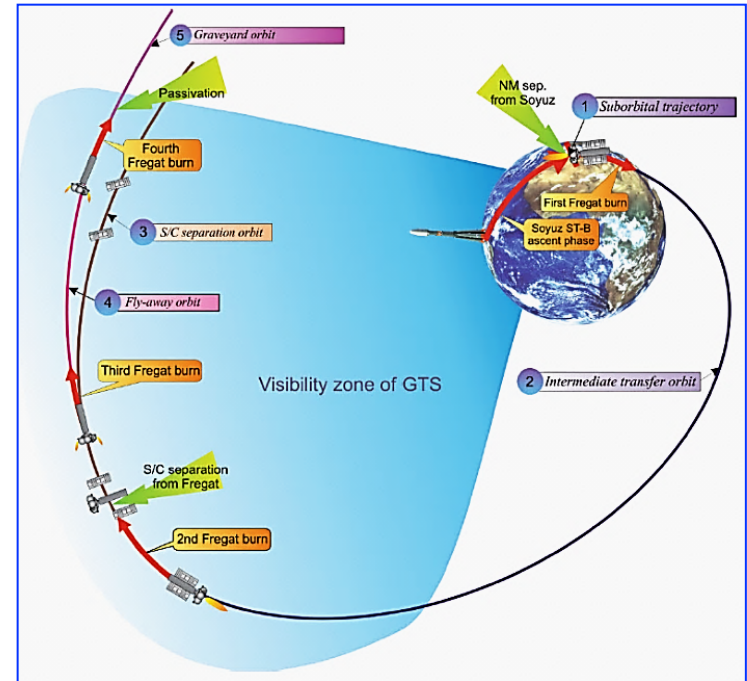 5 Graveyard orbit
Passivation
Fourth
Fregat burn
3 S/C separation orbit
4 Fly-away orbit
Third Fregat burn
S/C separation
from Fregat
2nd Fregat burn
Visibility zone of GTS
NM sep.
from Soyuz
1 Suborbital trajectory
First Fregat burn
Soyuz ST-B
ascent phase
2 Intermediate transfer orbit